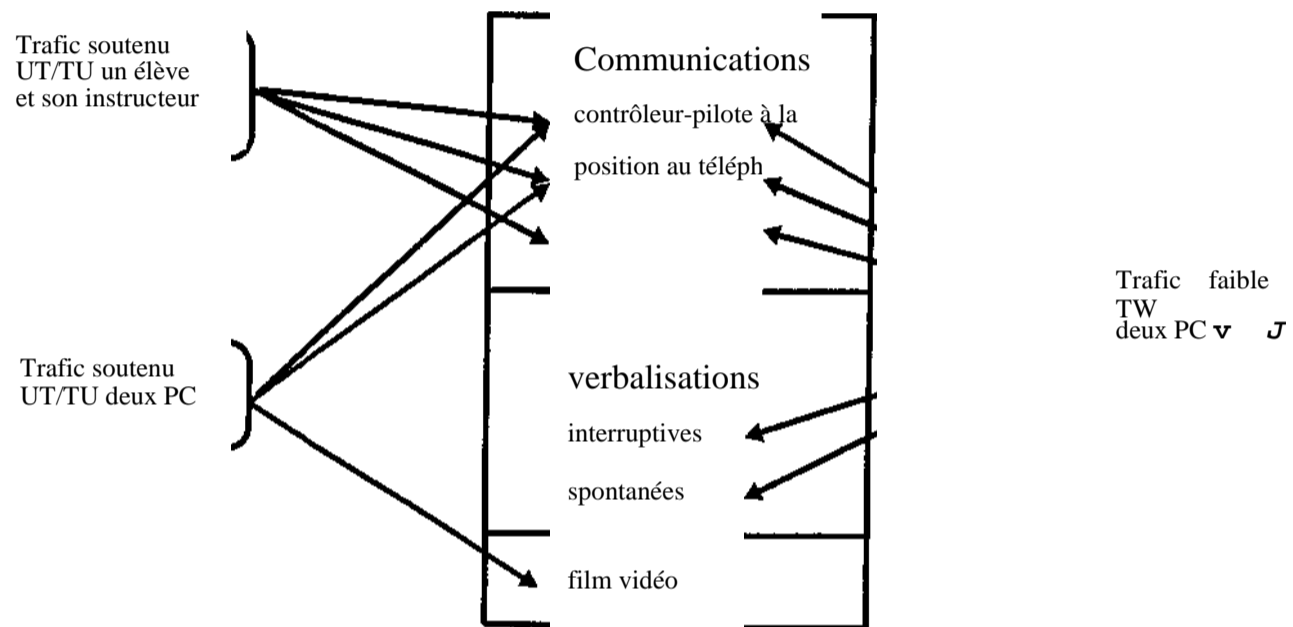 Trafic soutenu
UT/TU un élève
et son instructeur
Trafic soutenu
UT/TU deux PC
Communications
contrôleur-pilote à la
position au téléph
verbalisations
interruptives
spontanées
film vidéo
Trafic faible
TW
deux PC v J